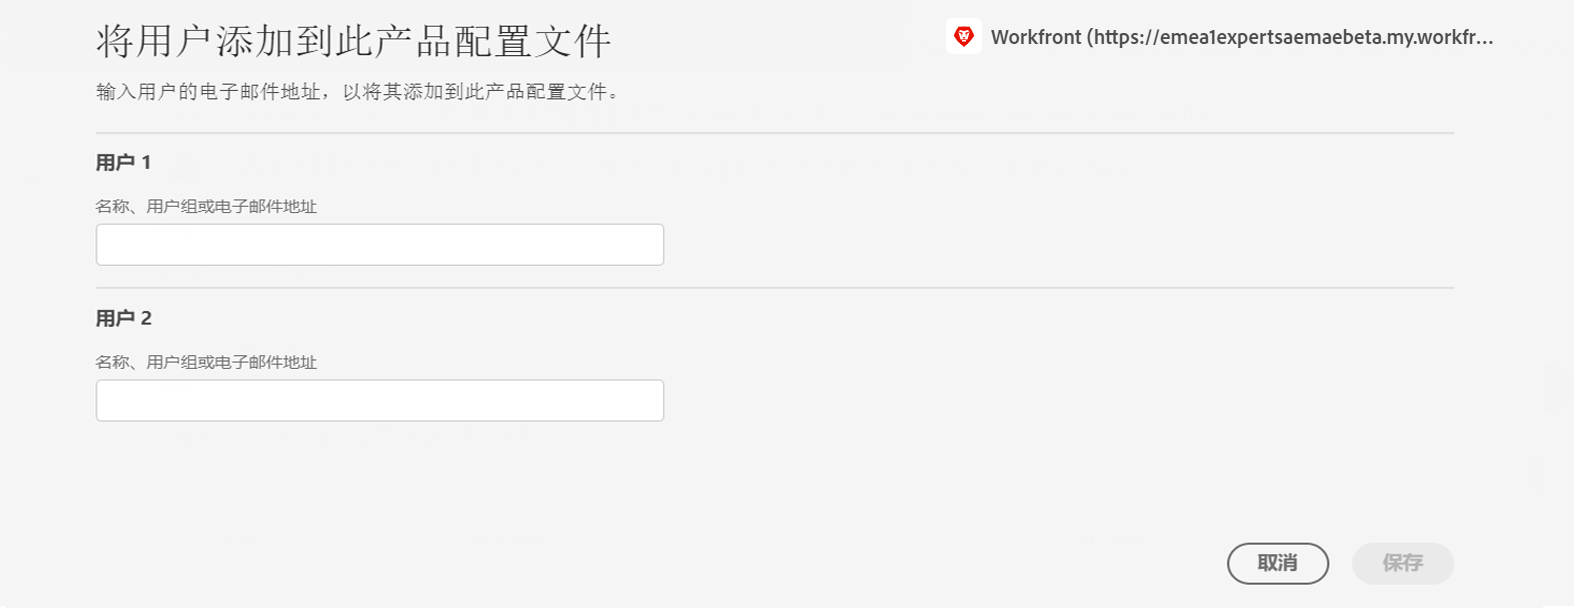 将用户添加到此产品配置文件
Workfront (https://emea1expertsaemaebeta.my.workfr...
输入用户的电子邮件地址，以将其添加到此产品配置文件。
用户 1
名称、用户组或电子邮件地址
用户 2
名称、用户组或电子邮件地址
取消
保存